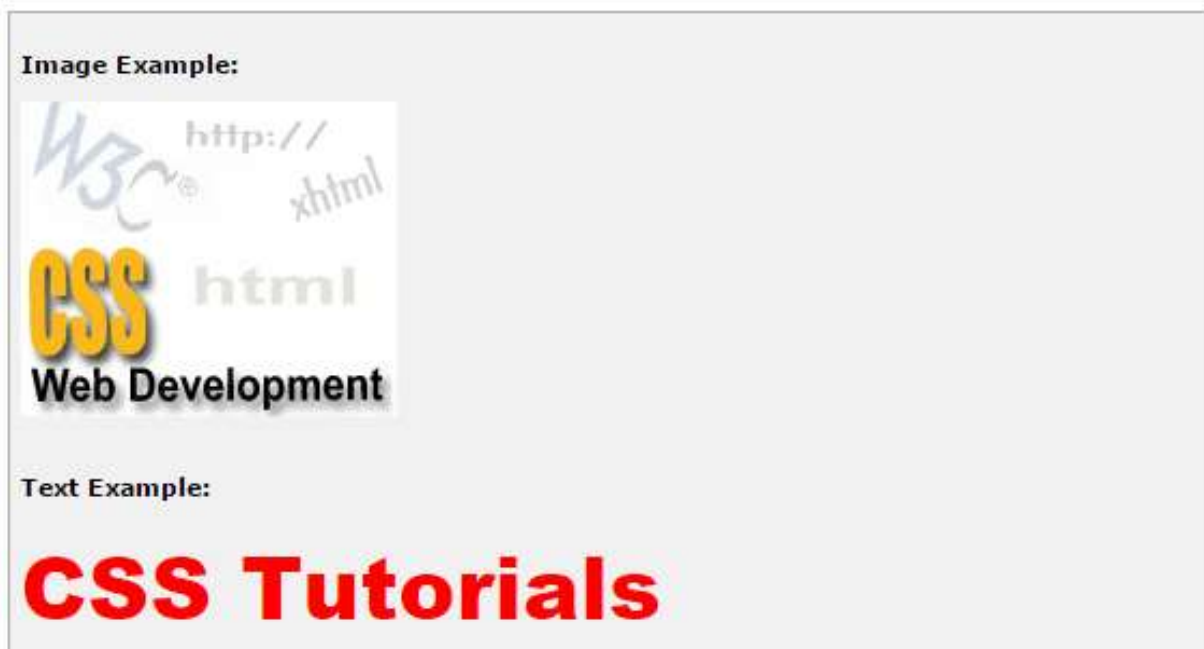 Image Example:
W3C®
http://
xhtml
html
CSS
Web Development
Text Example:
CSS Tutorials